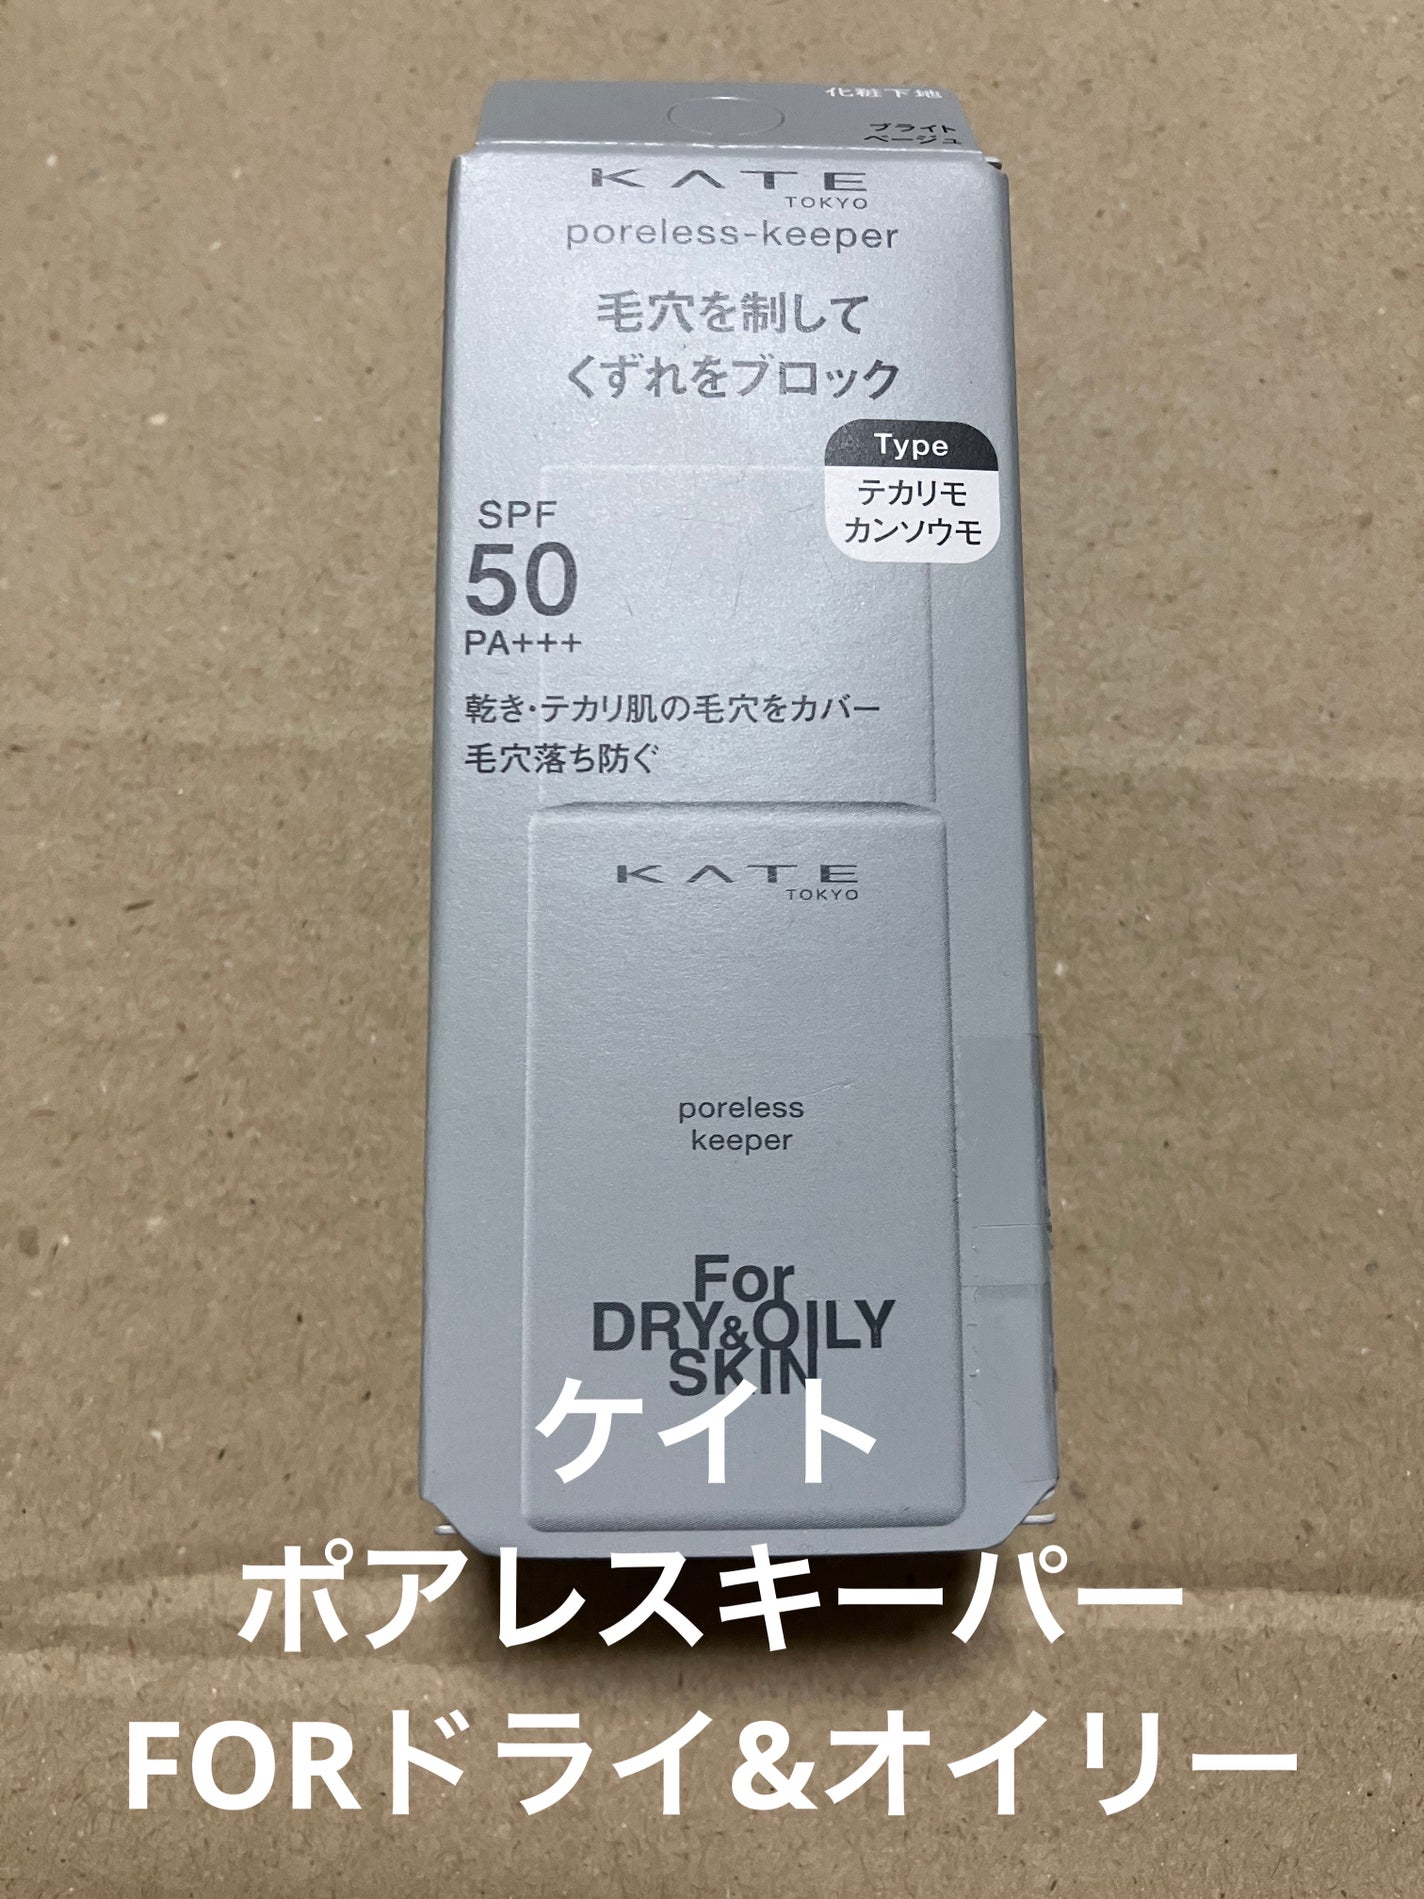 化粧下地
ブライト
ベージュ
KATE
TOKYO
poreless-keeper
毛穴を制して
くずれをブロック
Type
テカリモ
カンソウモ
SPF
50
PA+++
乾き・テカリ肌の毛穴をカバー
毛穴落ち防ぐ
KATE
TOKYO
poreless
keeper
For
DRY&OILY
SKIN
ケイト
ポアレスキーパー
FORドライ&オイリー